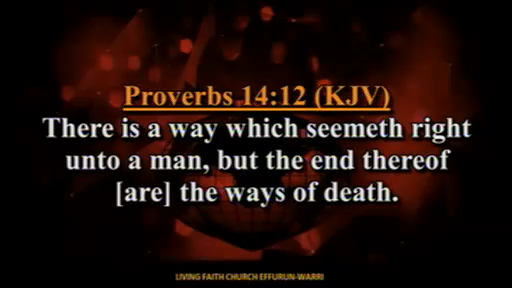 Proverbs 14:12 (KJV)
There is a way which seemeth right
unto a man, but the end thereof
[are] the ways of death.
LIVING FAITH CHURCH EFFURUN-WARRI